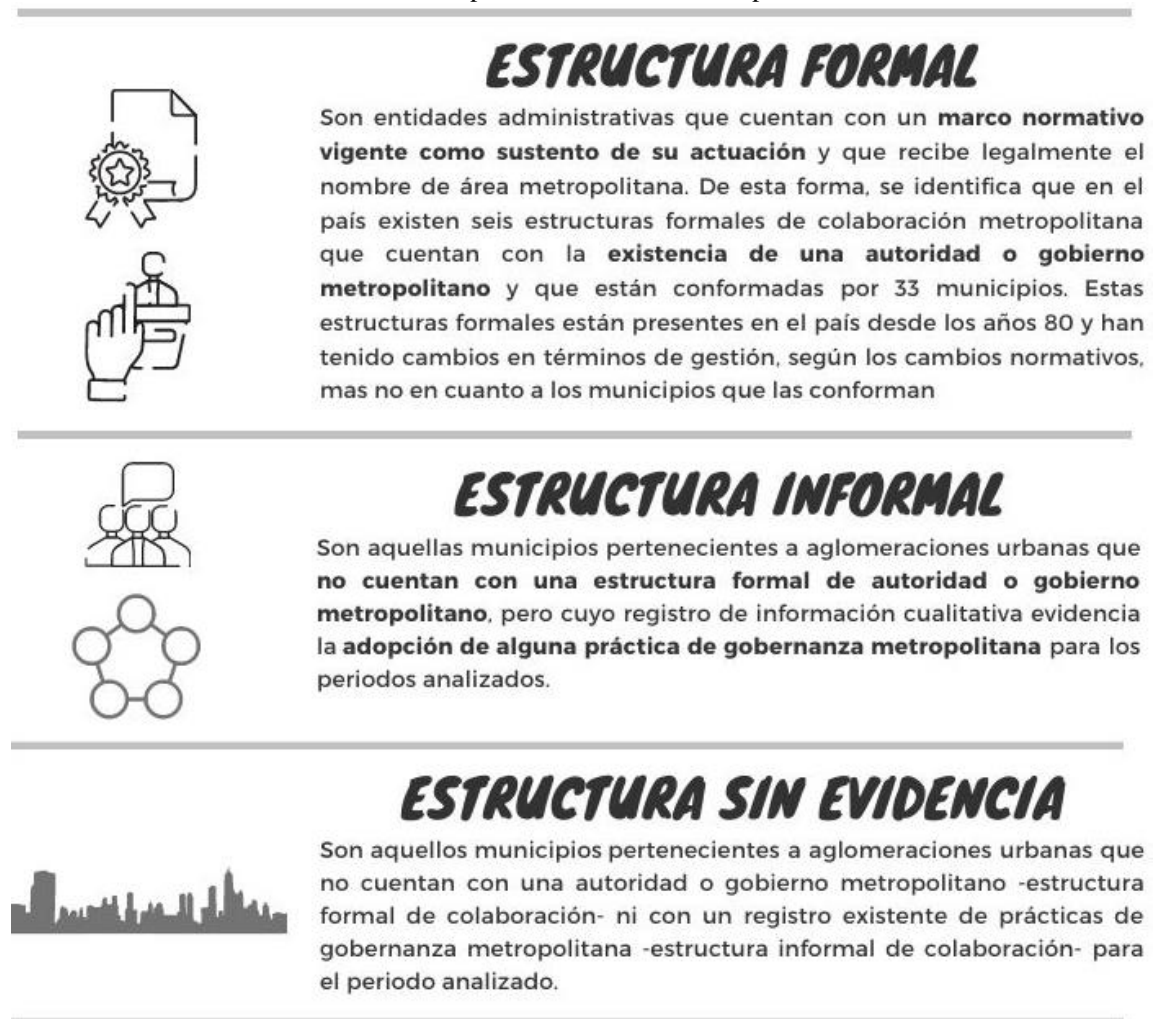 ESTRUCTURA FORMAL
Son entidades administrativas que cuentan con un marco normativo
vigente como sustento de su actuación y que recibe legalmente el
nombre de área metropolitana. De esta forma, se identifica que en el
país existen seis estructuras formales de colaboración metropolitana
que cuentan con la existencia de una autoridad o gobierno
metropolitano y que están conformadas por 33 municipios. Estas
estructuras formales están presentes en el país desde los años 80 y han
tenido cambios en términos de gestión, según los cambios normativos,
mas no en cuanto a los municipios que las conforman
ESTRUCTURA INFORMAL
Son aquellas municipios pertenecientes a aglomeraciones urbanas que
no cuentan con una estructura formal de autoridad o gobierno
metropolitano, pero cuyo registro de información cualitativa evidencia
la adopción de alguna práctica de gobernanza metropolitana para los
periodos analizados.
ESTRUCTURA SIN EVIDENCIA
Son aquellos municipios pertenecientes a aglomeraciones urbanas que
no cuentan con una autoridad o gobierno metropolitano -estructura
formal de colaboración- ni con un registro existente de prácticas de
gobernanza metropolitana -estructura informal de colaboración- para
el periodo analizado.